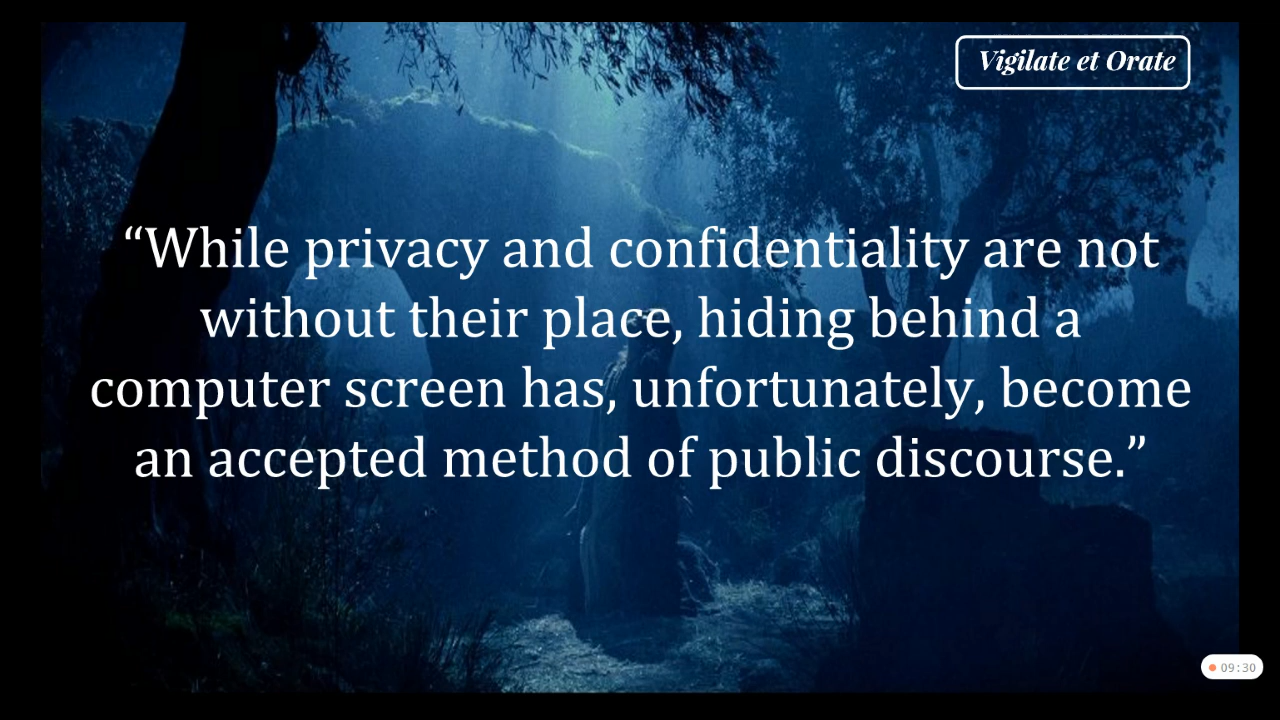 Vigilate et Orate
“While privacy and confidentiality are not
without their place, hiding behind a
computer screen has, unfortunately, become
an accepted method of public discourse.”
09:30